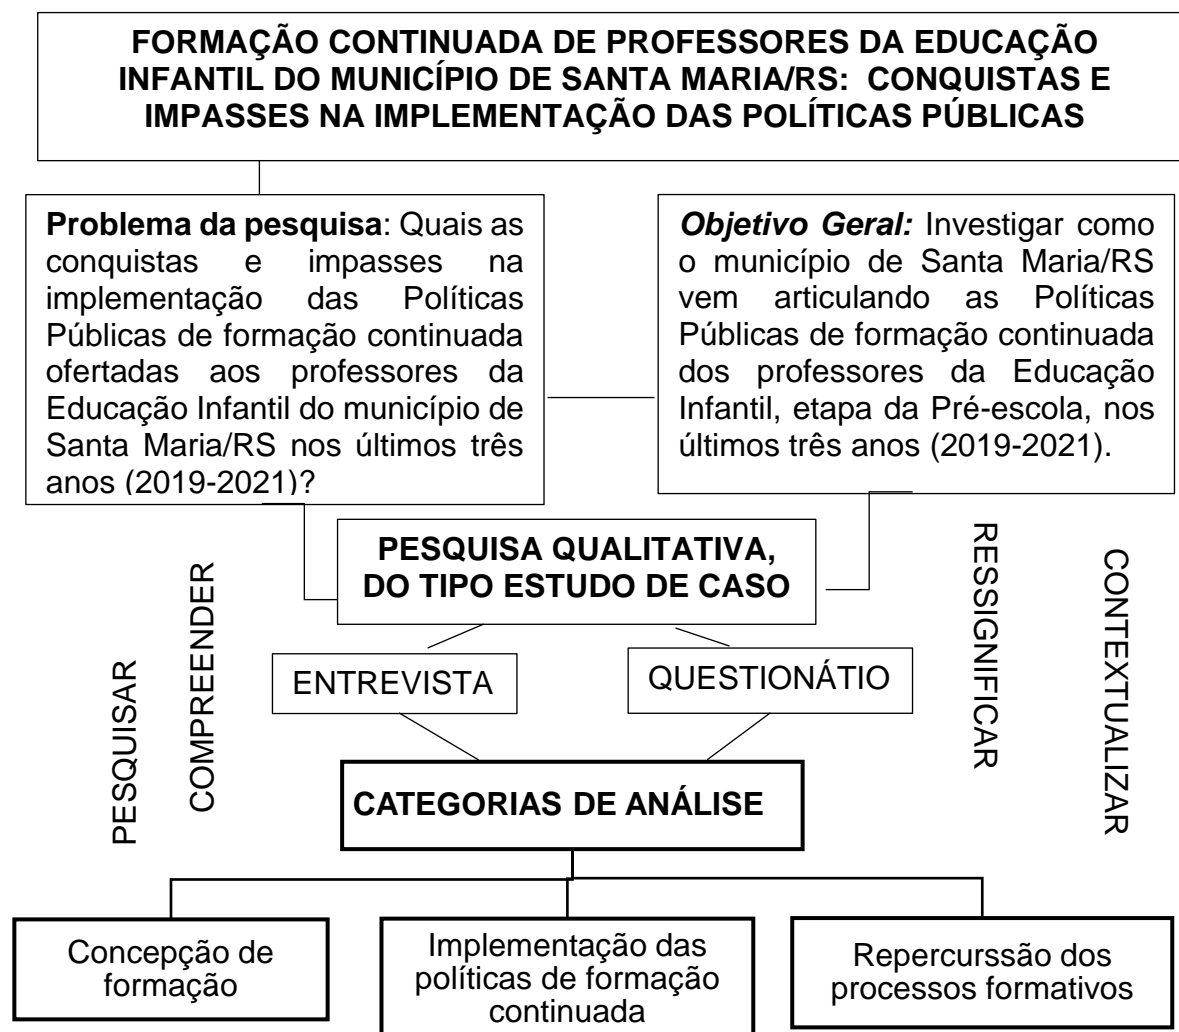 FORMAÇÃO CONTINUADA DE PROFESSORES DA EDUCAÇÃO
INFANTIL DO MUNICÍPIO DE SANTA MARIA/RS: CONQUISTAS E
IMPASSES NA IMPLEMENTAÇÃO DAS POLÍTICAS PÚBLICAS
Problema da pesquisa: Quais as
conquistas e impasses na
implementação das Políticas
Públicas de formação continuada
ofertadas aos professores da
Educação Infantil do município de
Santa Maria/RS nos últimos três
anos (2019-2021)?
Objetivo Geral: Investigar como
o município de Santa Maria/RS
vem articulando as Políticas
Públicas de formação continuada
dos professores da Educação
Infantil, etapa da Pré-escola, nos
últimos três anos (2019-2021).
PESQUISAR
COMPREENDER
PESQUISA QUALITATIVA,
DO TIPO ESTUDO DE CASO
RESSIGNIFICAR
CONTEXTUALIZAR
ENTREVISTA
QUESTIONÁTIO
CATEGORIAS DE ANÁLISE
Concepção de
formação
Implementação das
políticas de formação
continuada
Repercurssão dos
processos formativos